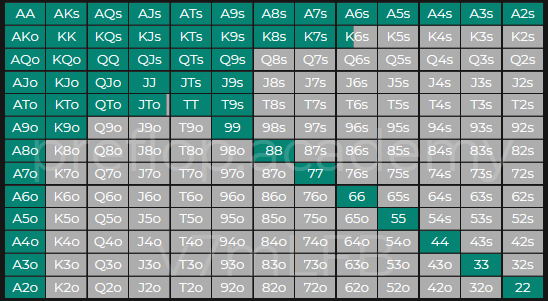 AA AKs AQs AJs ATs A9s A8s A7s A6s A5s A4s A3s A2s
AKo KK KQs KJs KTs K9s K8s K7s K6s K5s K4s K3s K2s
AQo KQo QQ QJs QTs Q9s Q8s Q7s Q6s Q5s Q4s Q3s Q2s
AJo KJo QJo JJ JTs J9s J8s J7s J6s J5s J4s J3s J2s
ATo KTo QTo JTo TT T9s T8s T7s T6s T5s T4s T3s T2s
A9o K9o Q9o J9o T9o 99 98s 97s 96s 95s 94s 93s 92s
A8o K8o Q8o J8o T8o 98o 88 87s 86s 85s 84s 83s 82s
preflop.academy
A7o K7o Q7o J7o T7o 97o 87o 77 76s 75s 74s 73s 72s
A6o K6o Q6o J6o T6o 96o 86o 76o 66 65s 64s 63s 62s
A5o K5o Q5o J5o T5o 95o 85o 75o 65o 55 54s 53s 52s
A4o K4o Q4o J4o T4o 94o 84o 74o 64o 54o 44 43s 42s
A3o K3o Q3o J3o T3o 93o 83o 73o 63o 53o 43o 33 32s
A2o K2o Q2o J2o T2o 92o 82o 72o 62o 52o 42o 32o 22